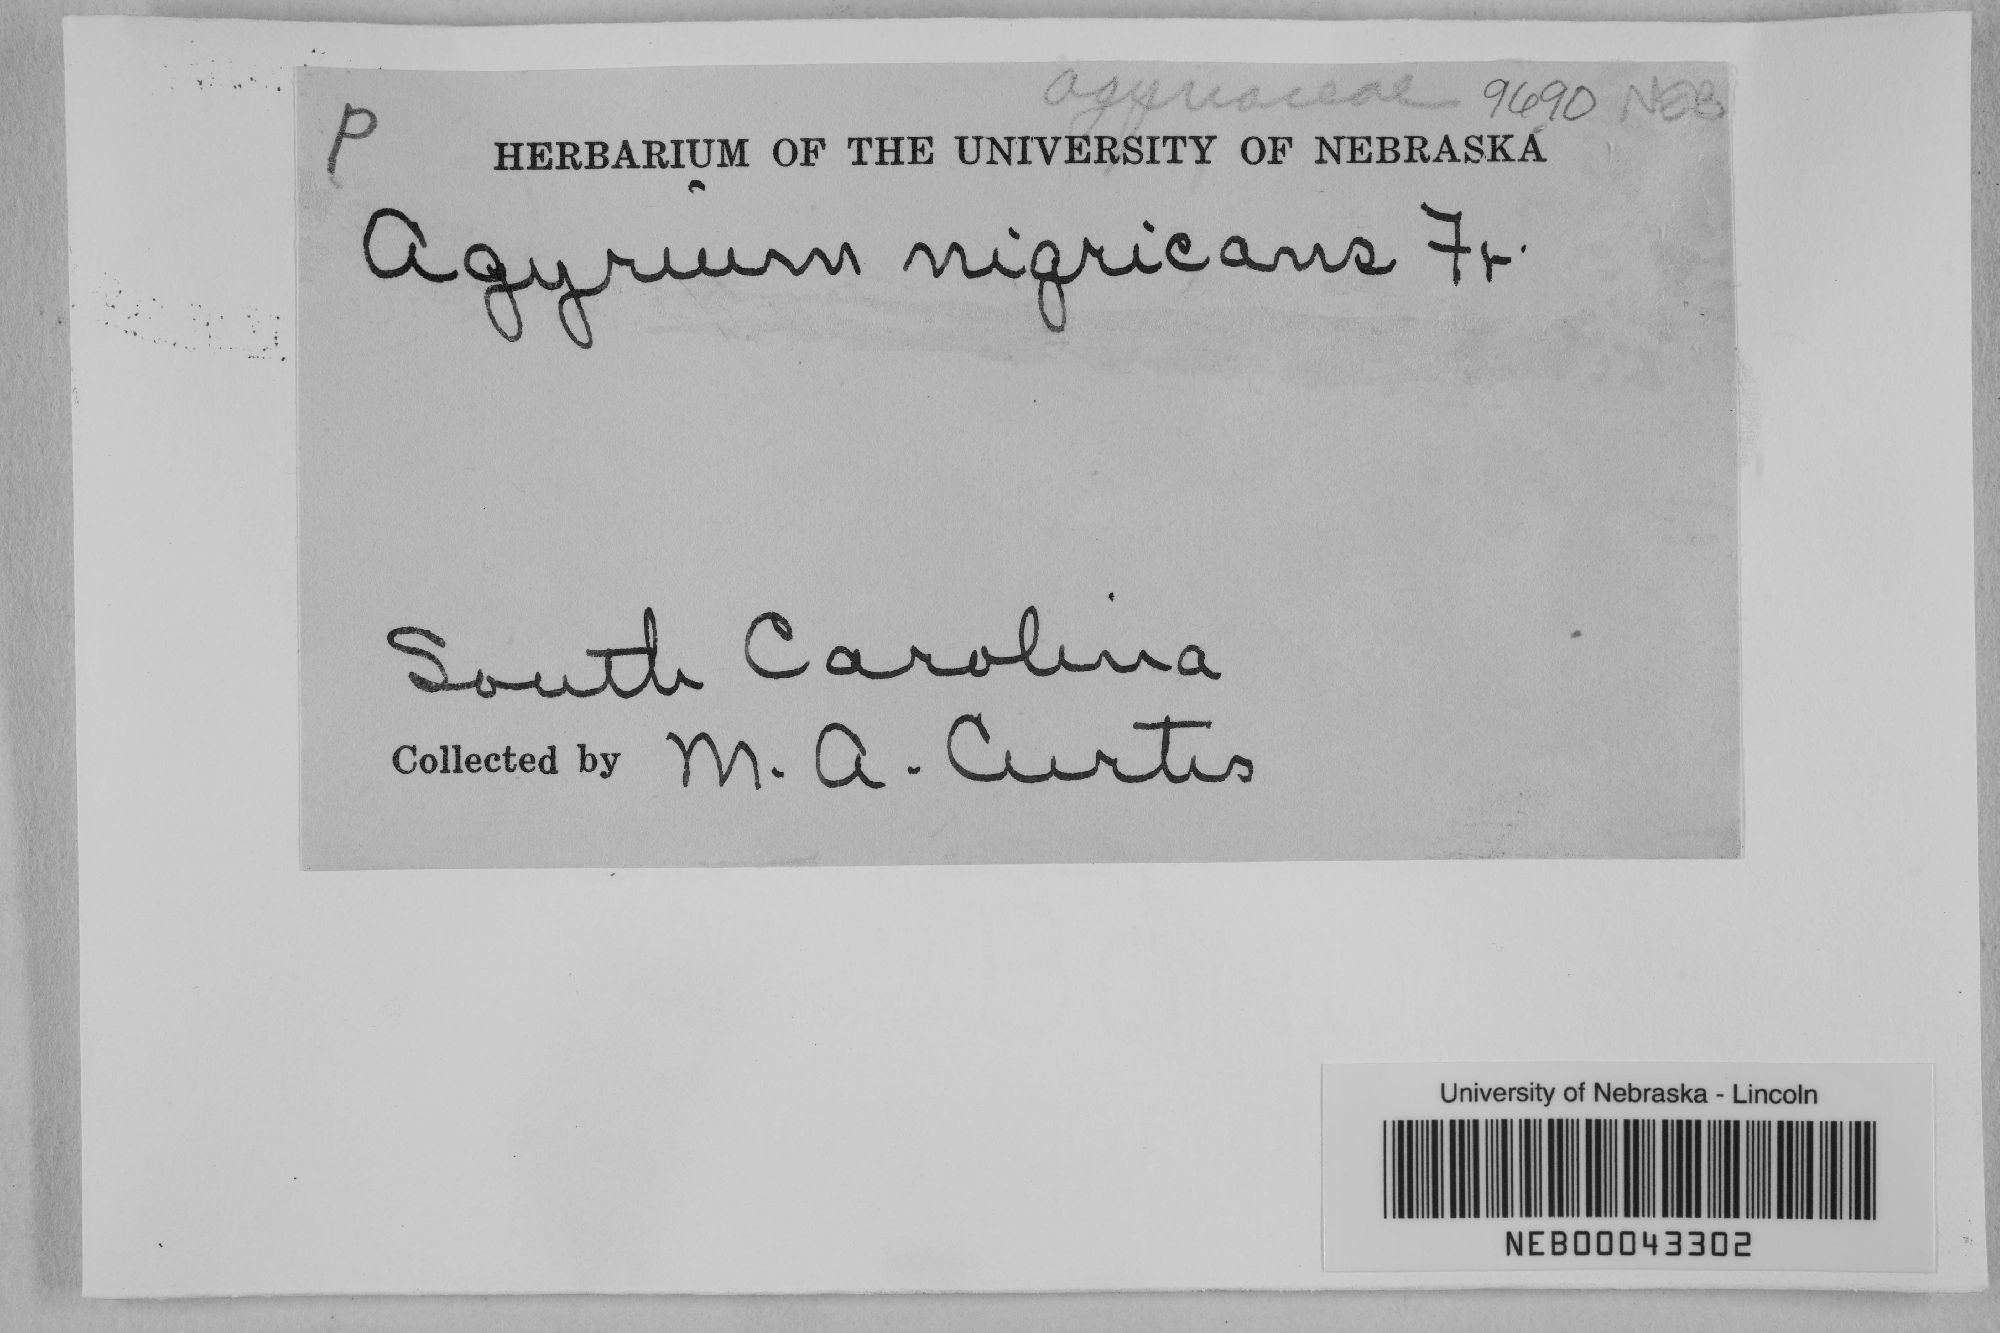 Agyriaceae 9690 NEB
P
HERBARIUM OF THE UNIVERSITY OF NEBRASKA
Agyrium nigricans Fr.
South Carolina
Collected by M. A. Curtis
University of Nebraska - Lincoln
NEB00043302